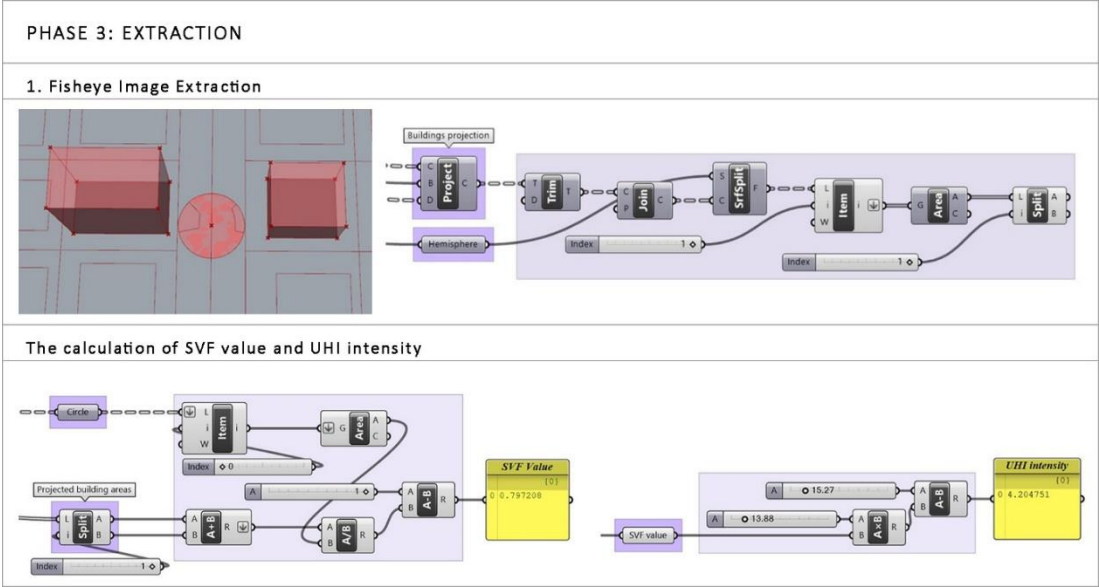 PHASE 3: EXTRACTION
1. Fisheye Image Extraction
Buildings projection
C B D Project C
Hemisphere
T D Trim T
C P Join C
S C SrfSplit F
Index 1
L i W Item i
Index 1
G Area A C
L i Split A B
The calculation of SVF value and UHI intensity
Circle
L i W Item i
Index 0
G Area A C
Projected building areas
L i Split A B
Index 1
A B A+B R
A 1
A B A/B R
A B A-B R
SVF Value
{0}
0 0.797208
SVF value
A 15.27
A 13.88
A B A×B R
A B A-B R
UHI intensity
{0}
0 4.204751